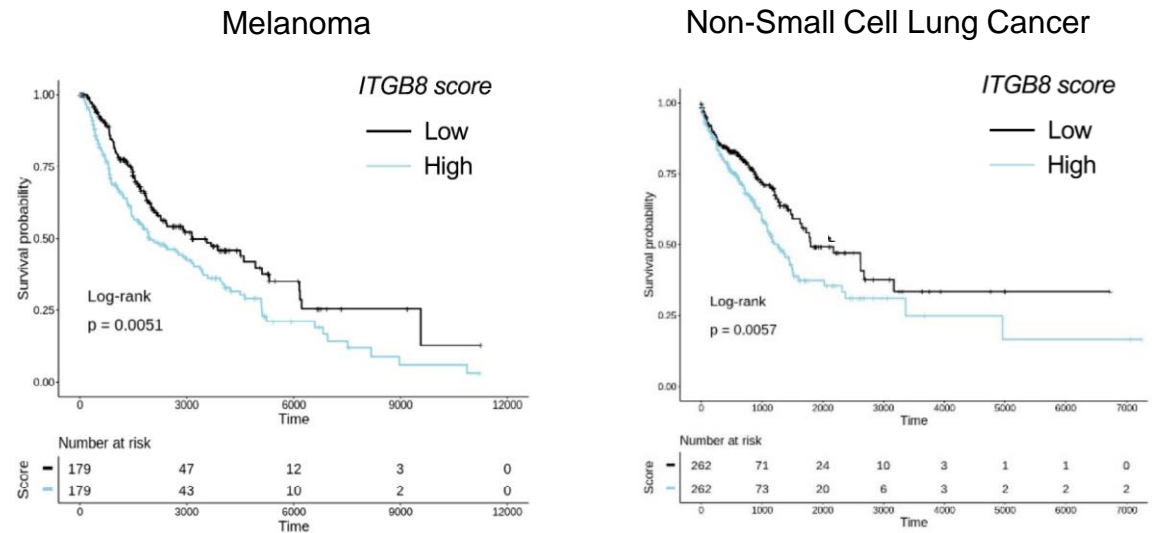 Melanoma
ITGB8 score
Low
High
1.00
0.75
0.50
0.25
0.00
Survival probability
Log-rank
p = 0.0051
0 3000 6000 9000 12000
Time
Number at risk
Score
179 47 12 3 0
179 43 10 2 0
0 3000 6000 9000 12000
Time
Non-Small Cell Lung Cancer
ITGB8 score
Low
High
1.00
0.75
0.50
0.25
0.00
Survival probability
Log-rank
p = 0.0057
0 1000 2000 3000 4000 5000 6000 7000
Time
Number at risk
Score
262 71 24 10 3 1 1 0
262 73 20 6 3 2 2 2
0 1000 2000 3000 4000 5000 6000 7000
Time